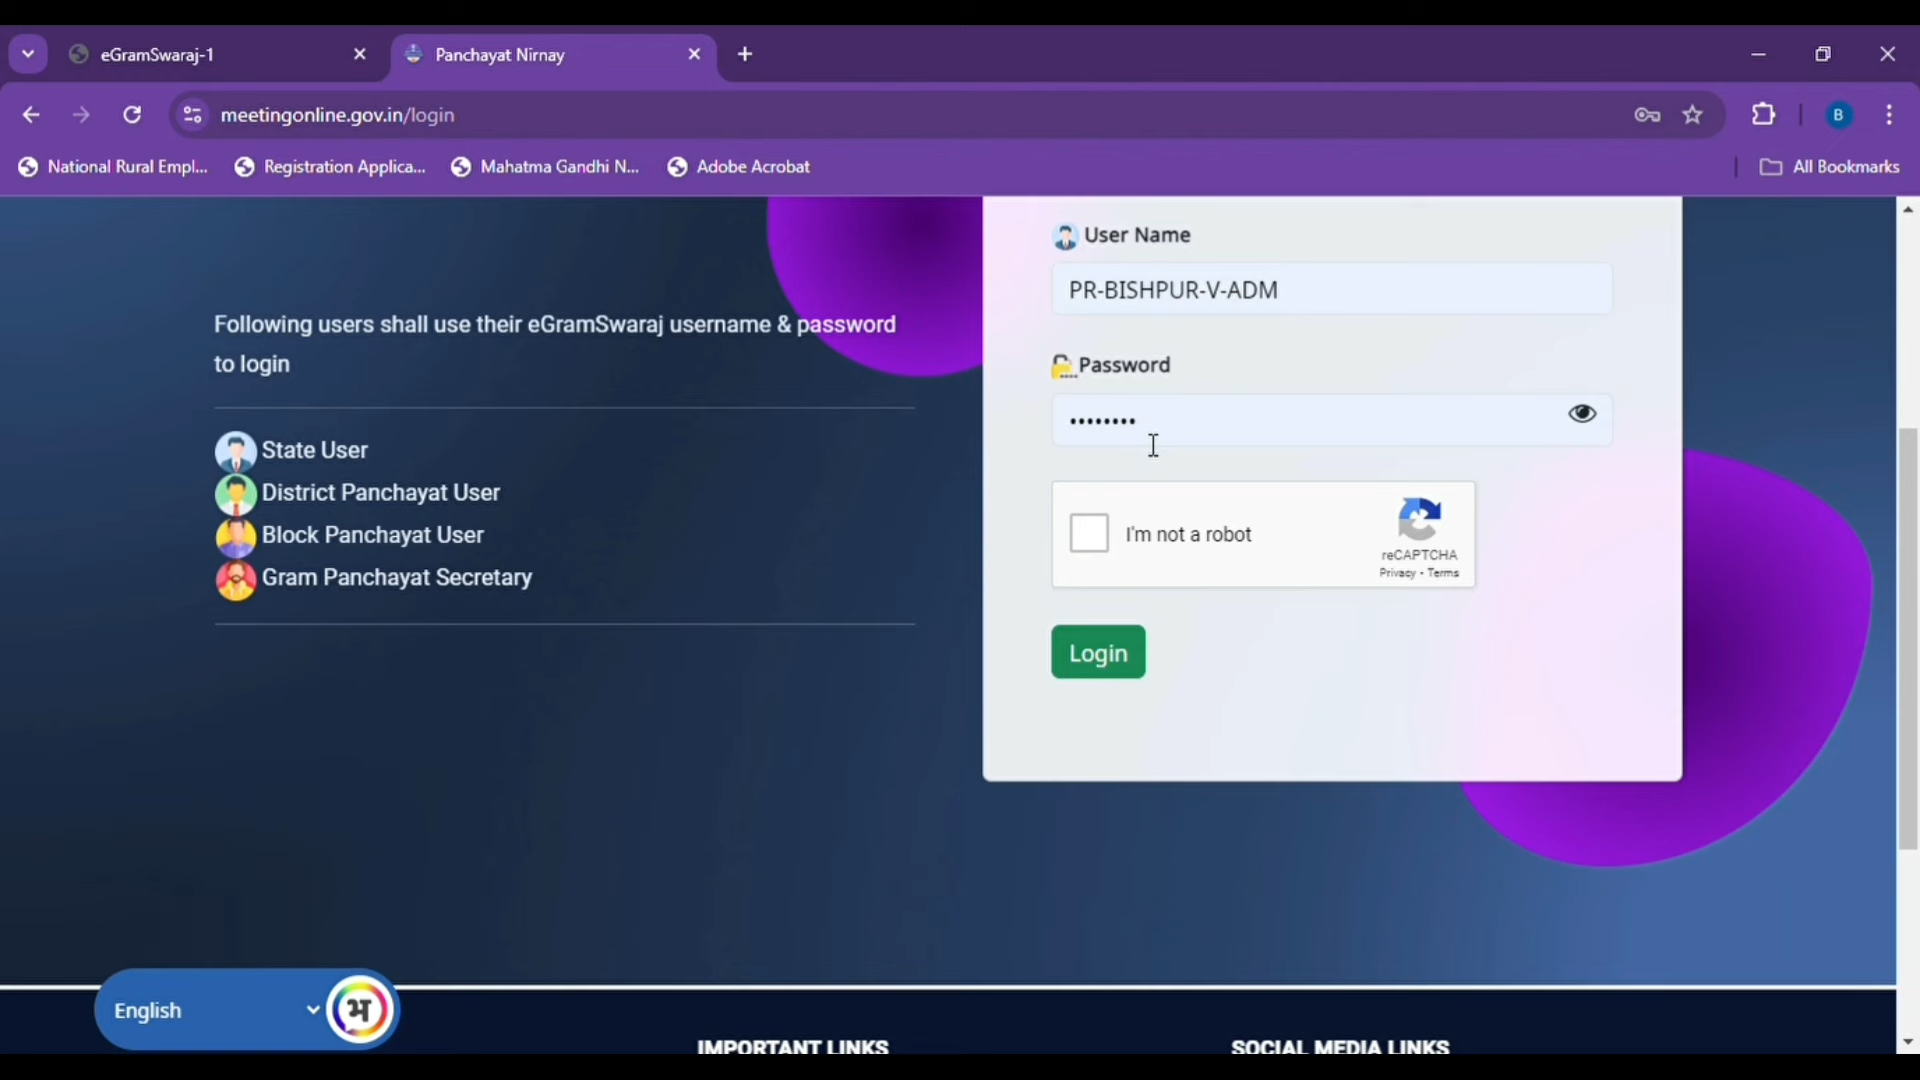 eGramSwaraj-1
Panchayat Nirnay
meetingonline.gov.in/login
B
National Rural Empl...
Registration Applica...
Mahatma Gandhi N...
Adobe Acrobat
All Bookmarks
Following users shall use their eGramSwaraj username & password
to login
State User
District Panchayat User
Block Panchayat User
Gram Panchayat Secretary
User Name
PR-BISHPUR-V-ADM
Password
••••••••
I'm not a robot
reCAPTCHA
Privacy - Terms
Login
English
अ
IMPORTANT LINKS
SOCIAL MEDIA LINKS